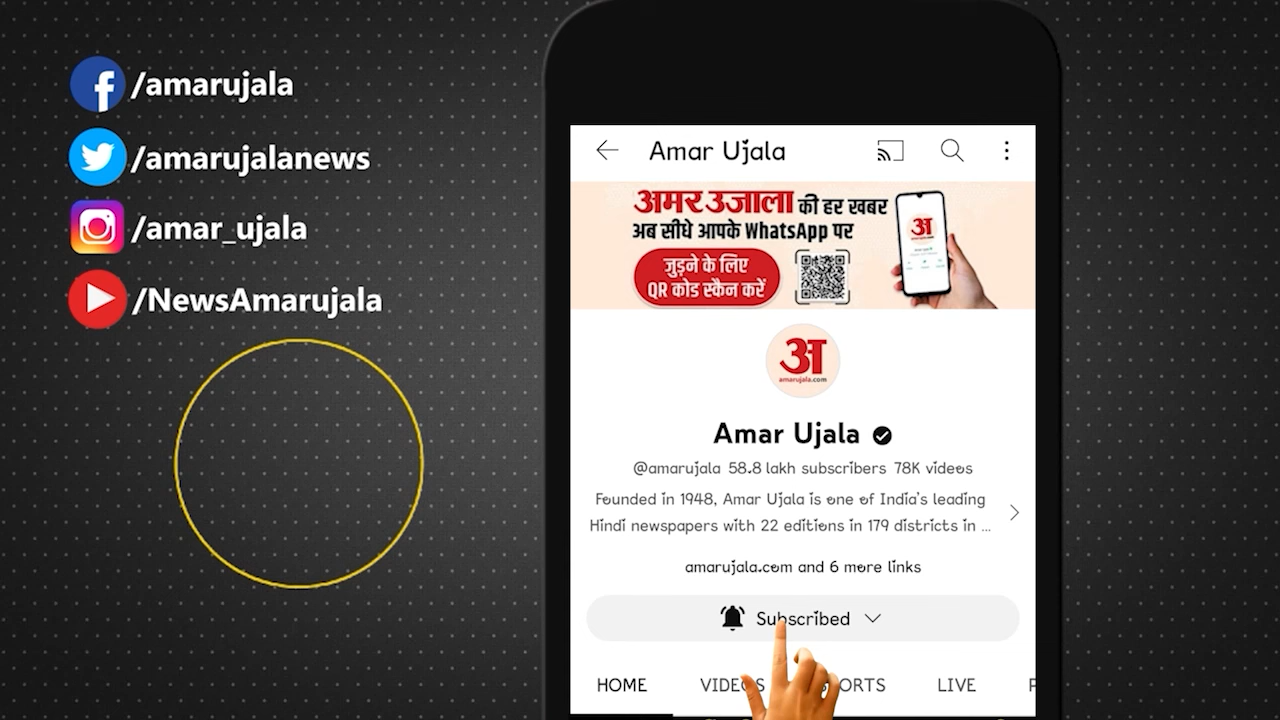 /amarujala
/amarujalanews
/amar_ujala
/NewsAmarujala
Amar Ujala
अमर उजाला की हर खबर
अब सीधे आपके WhatsApp पर
जुड़ने के लिए
QR कोड स्कैन करें
अ
अ
amarujala.com
Amar Ujala
@amarujala 58.8 lakh subscribers 78K videos
Founded in 1948, Amar Ujala is one of India's leading
Hindi newspapers with 22 editions in 179 districts in ...
amarujala.com and 6 more links
Subscribed
HOME VIDEOS SHORTS LIVE P